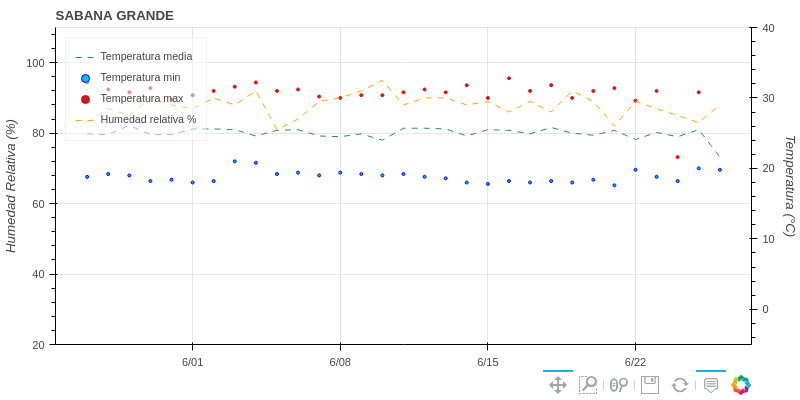 SABANA GRANDE
Temperatura media
Temperatura min
Temperatura max
Humedad relativa %
Humedad Relativa (%)
100
80
60
40
20
Temperatura (°C)
40
30
20
10
0
6/01 6/08 6/15 6/22